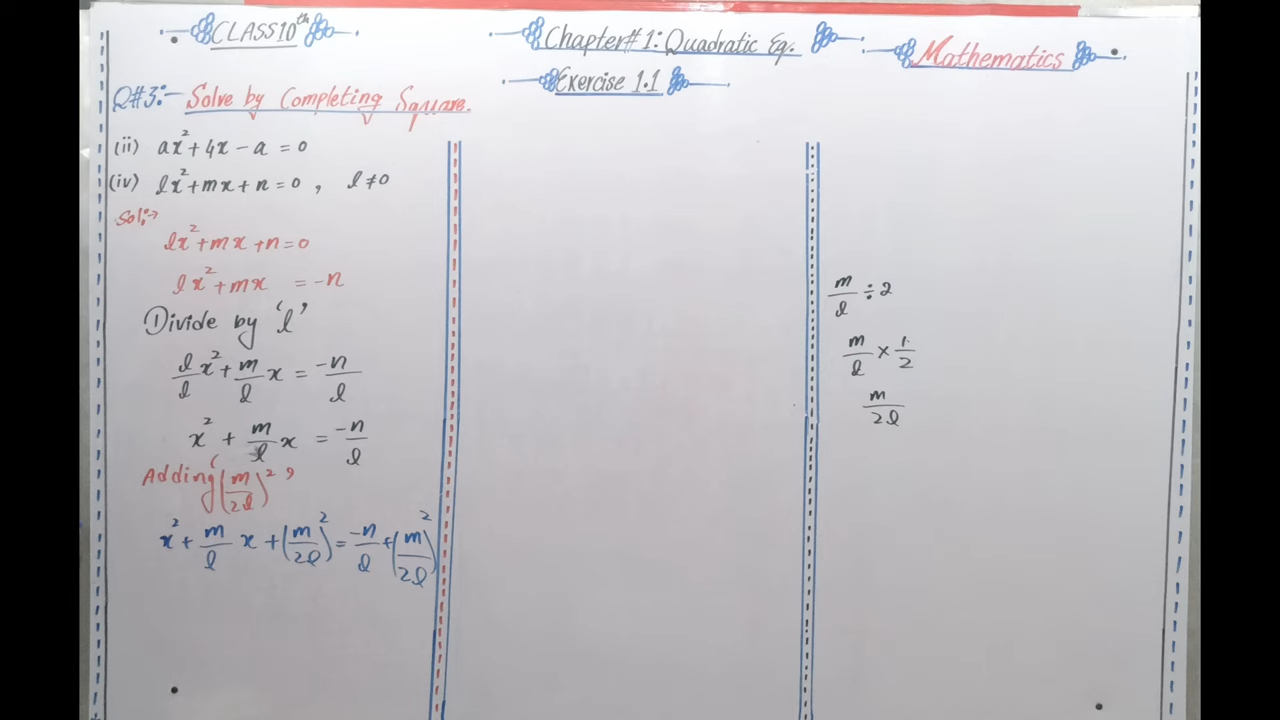 CLASS 10th
Chapter# 1: Quadratic Eq.
Mathematics
Exercise 1.1
Q#3:- Solve by Completing Square.
(ii) ax² + 4x - a = 0
(iv) lx² + mx + n = 0 , l ≠ 0
Sol:→
lx² + mx + n = 0
lx² + mx = -n
Divide by 'l'
l/l x² + m/l x = -n/l
x² + m/l x = -n/l
Adding '(m/2l)²'
x² + m/l x + (m/2l)² = -n/l + (m/2l)²
m/l ÷ 2
m/l × 1/2
m/2l